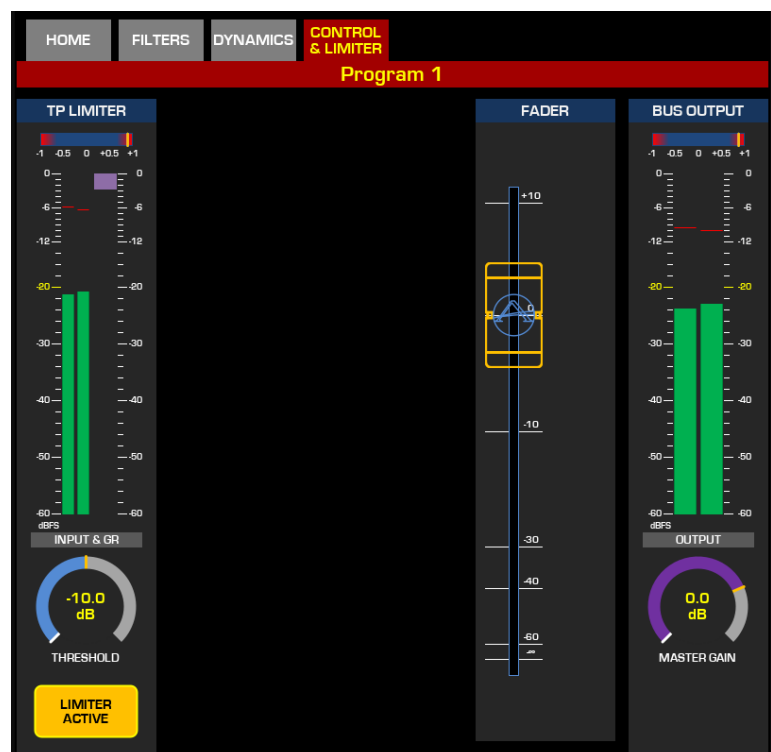 HOME
FILTERS
DYNAMICS
CONTROL
& LIMITER
Program 1
TP LIMITER
-1 -0.5 0 +0.5 +1
0 0
-6 -6
-12 -12
-20 -20
-30 -30
-40 -40
-50 -50
-60 -60
dBFS
INPUT & GR
-10.0
dB
THRESHOLD
LIMITER
ACTIVE
FADER
+10
0
-10
-30
-40
-60
-∞
BUS OUTPUT
-1 -0.5 0 +0.5 +1
0 0
-6 -6
-12 -12
-20 -20
-30 -30
-40 -40
-50 -50
-60 -60
dBFS
OUTPUT
0.0
dB
MASTER GAIN